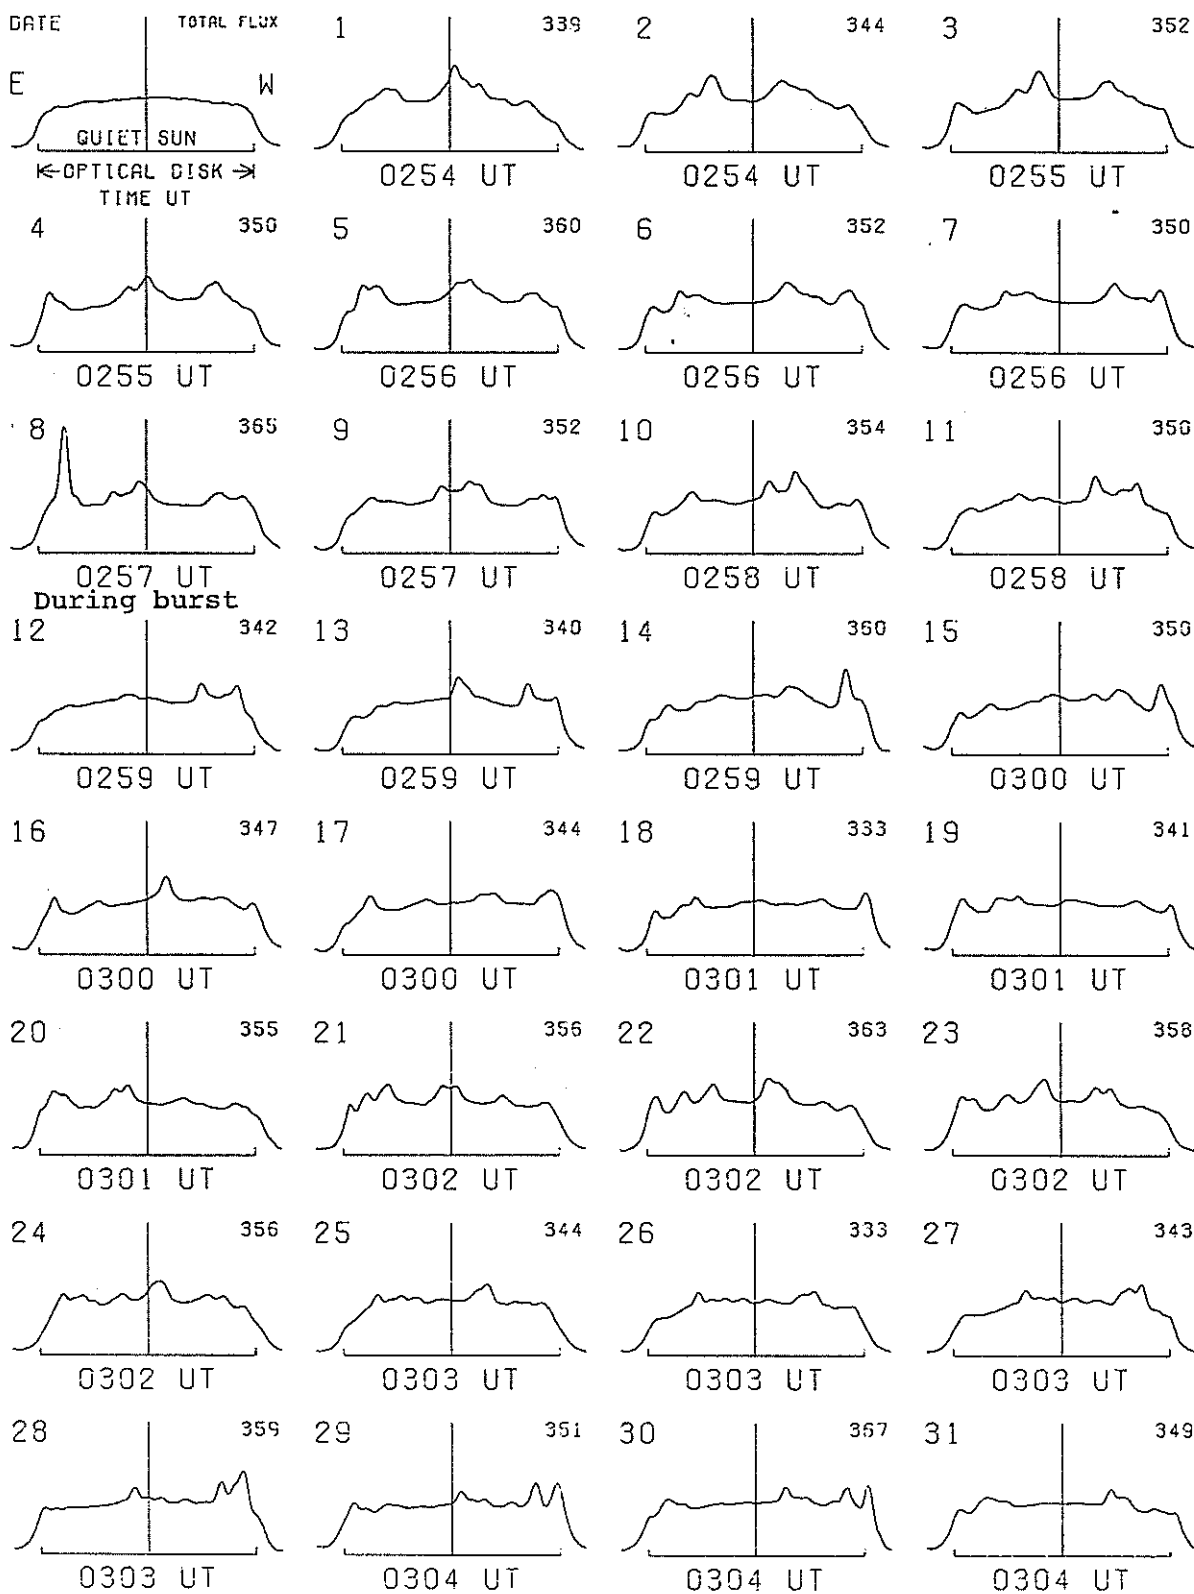 DATE TOTAL FLUX
E W
QUIET SUN
OPTICAL DISK
TIME UT
1 339
0254 UT
2 344
0254 UT
3 352
0255 UT
4 350
0255 UT
5 360
0256 UT
6 352
0256 UT
7 350
0256 UT
8 365
0257 UT
During burst
9 352
0257 UT
10 354
0258 UT
11 350
0258 UT
12 342
0259 UT
13 340
0259 UT
14 360
0259 UT
15 350
0300 UT
16 347
0300 UT
17 344
0300 UT
18 333
0301 UT
19 341
0301 UT
20 355
0301 UT
21 356
0302 UT
22 363
0302 UT
23 358
0302 UT
24 356
0302 UT
25 344
0303 UT
26 333
0303 UT
27 343
0303 UT
28 359
0303 UT
29 351
0304 UT
30 357
0304 UT
31 349
0304 UT